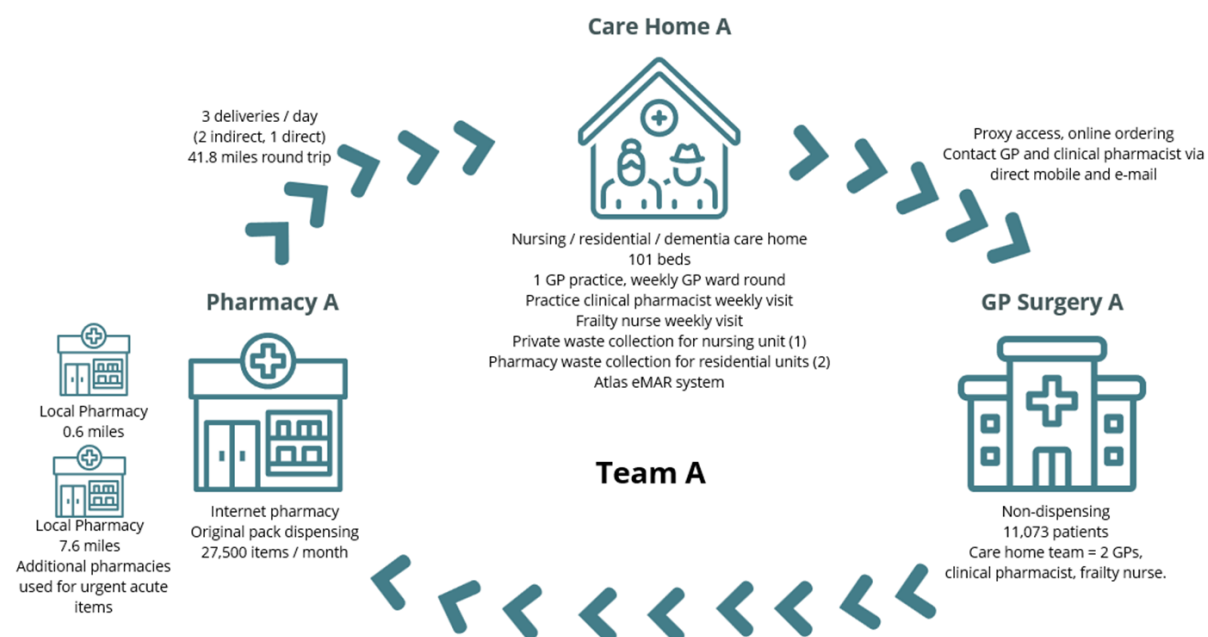 Care Home A
3 deliveries / day
(2 indirect, 1 direct)
41.8 miles round trip
Proxy access, online ordering
Contact GP and clinical pharmacist via
direct mobile and e-mail
Nursing / residential / dementia care home
101 beds
1 GP practice, weekly GP ward round
Practice clinical pharmacist weekly visit
Frailty nurse weekly visit
Private waste collection for nursing unit (1)
Pharmacy waste collection for residential units (2)
Atlas eMAR system
Pharmacy A
GP Surgery A
Local Pharmacy
0.6 miles
Local Pharmacy
7.6 miles
Additional pharmacies
used for urgent acute
items
Team A
Internet pharmacy
Original pack dispensing
27,500 items / month
Non-dispensing
11,073 patients
Care home team = 2 GPs,
clinical pharmacist, frailty nurse.